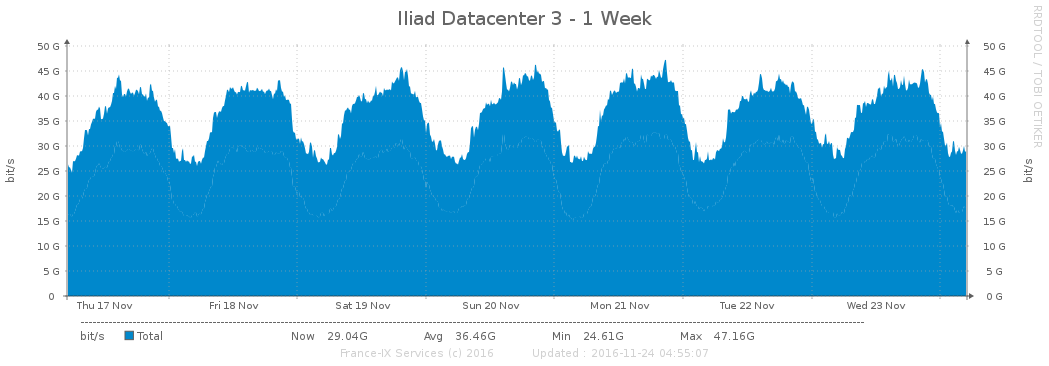 Iliad Datacenter 3 - 1 Week
RRDTOOL / TOBI OETIKER
bit/s
50 G 50 G
45 G 45 G
40 G 40 G
35 G 35 G
30 G 30 G
25 G 25 G
20 G 20 G
15 G 15 G
10 G 10 G
5 G 5 G
0 0 G
bit/s
Thu 17 Nov Fri 18 Nov Sat 19 Nov Sun 20 Nov Mon 21 Nov Tue 22 Nov Wed 23 Nov
bit/s Total Now 29.04G Avg 36.46G Min 24.61G Max 47.16G
France-IX Services (c) 2016 Updated : 2016-11-24 04:55:07